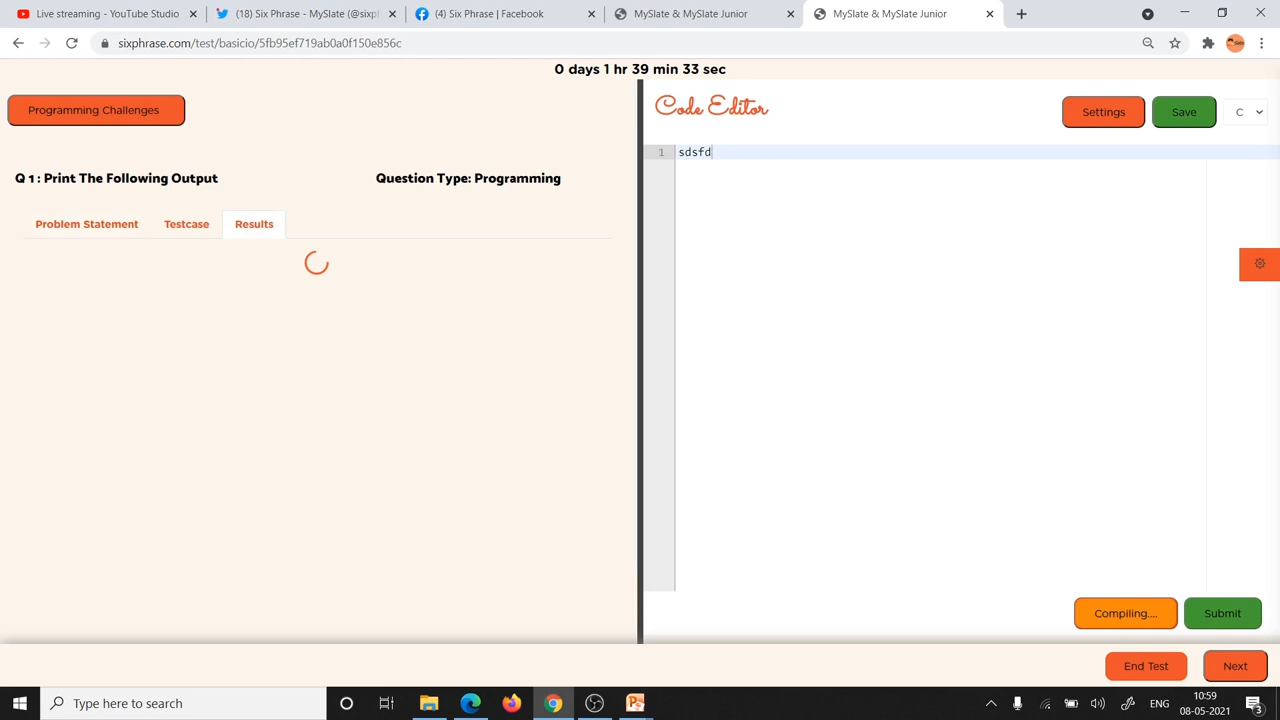 Live streaming - YouTube Studio
(18) Six Phrase - MySlate (@sixp
(4) Six Phrase | Facebook
MySlate & MySlate Junior
MySlate & MySlate Junior
sixphrase.com/test/basicio/5fb95ef719ab0a0f150e856c
0 days 1 hr 39 min 33 sec
Programming Challenges
Code Editor
Settings
Save
C
1 sdsfd
Q 1 : Print The Following Output
Question Type: Programming
Problem Statement
Testcase
Results
Compiling....
Submit
End Test
Next
Type here to search
ENG
10:59
08-05-2021
3